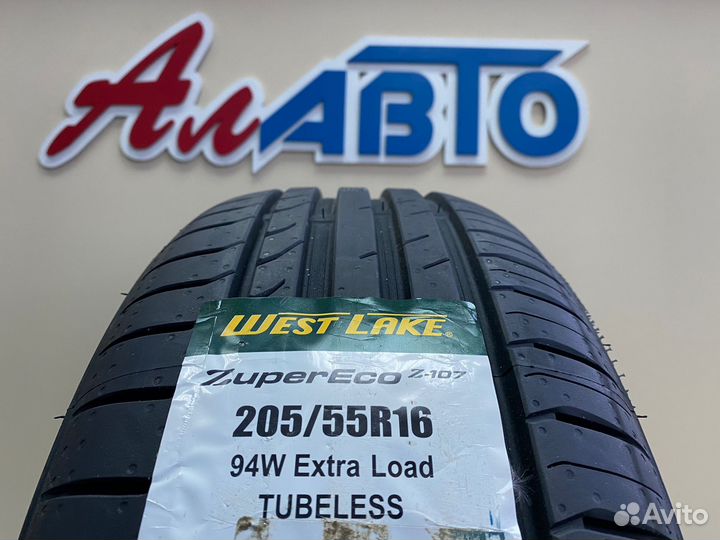 АлАВТО
WEST LAKE®
ZuperEco Z-107
205/55R16
94W Extra Load
TUBELESS
Avito